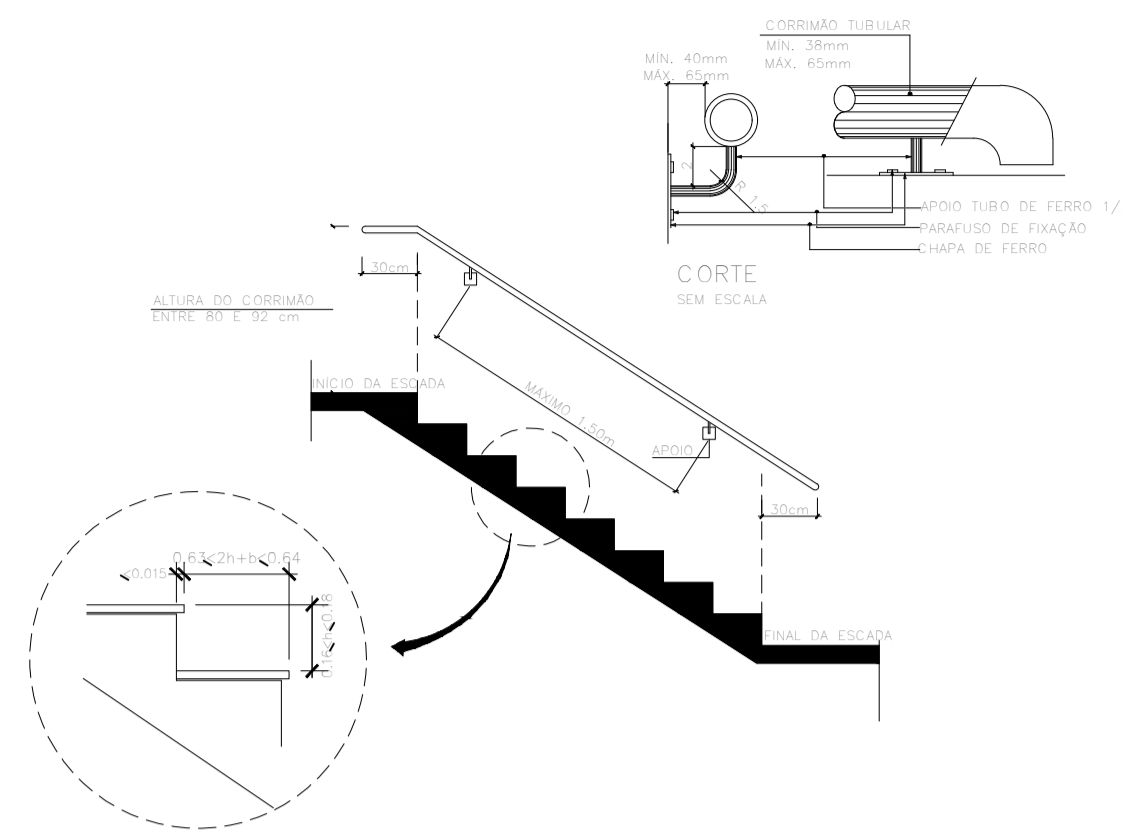 CORRIMÃO TUBULAR
MÍN. 38mm
MÁX. 65mm
MÍN. 40mm
MÁX. 65mm
2
R 1.5
APOIO TUBO DE FERRO 1/
PARAFUSO DE FIXAÇÃO
CHAPA DE FERRO
CORTE
SEM ESCALA
30cm
ALTURA DO CORRIMÃO
ENTRE 80 E 92 cm
INÍCIO DA ESCADA
MÁXIMO 1.50m
APOIO
30cm
FINAL DA ESCADA
0.63≤2h+b≤0.64
≤0.015
0.16≤h≤0.18